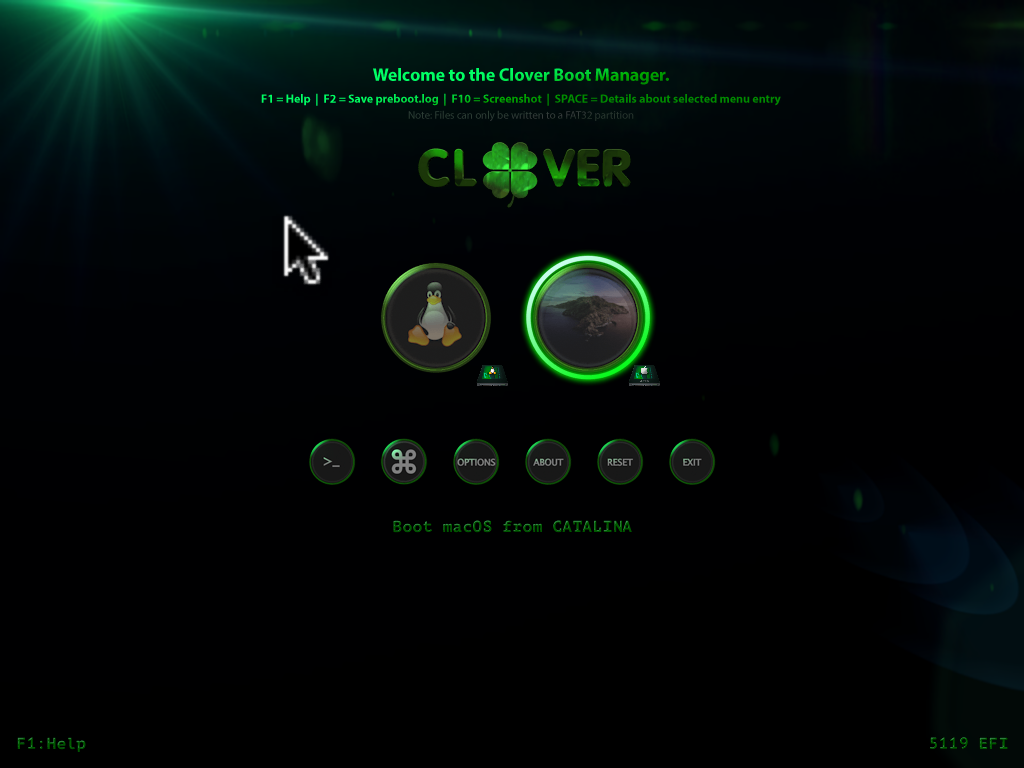 Welcome to the Clover Boot Manager.
F1 = Help | F2 = Save preboot.log | F10 = Screenshot | SPACE = Details about selected menu entry
Note: Files can only be written to a FAT32 partition
CLOVER
>_
OPTIONS
ABOUT
RESET
EXIT
Boot macOS from CATALINA
F1:Help
5119 EFI